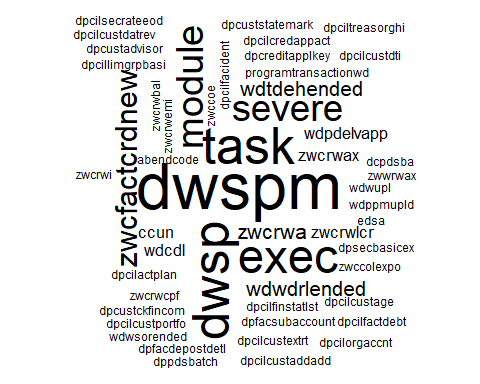 dpcilsecrateeod
dpcuststatemark
dpciltreasorghi
dpcilcustdatrev
dpcilcredappact
dpcustadvisor
module
dpcreditapplkey
dpcilcustdti
dpcillimgrpbasi
dpcilfacident
programtransactionwd
zwcfactcrdnew
zwcrwbal
zwcrwemi
zwccoe
wdtdehended
severe
task
wdpdelvapp
abendcode
zwcrwax
dcpdsba
zwcrwi
zwwrwax
dwspm
wdwupl
wdppmupld
edsa
ccun
dwsp
zwcrwa
zwcrwlcr
wdcdl
exec
dpsecbasicex
dpcilactplan
zwccolexpo
zwcrwcpf
wdwdrlended
dpcustckfincom
dpcilfinstatlst
dpcilcustage
dpcilcustportfo
dpfacsubaccount
dpcilfactdebt
wdwsorended
dpcilcustextrt
dpcilorgaccnt
dpfacdepostdetl
dppdsbatch
dpcilcustaddadd